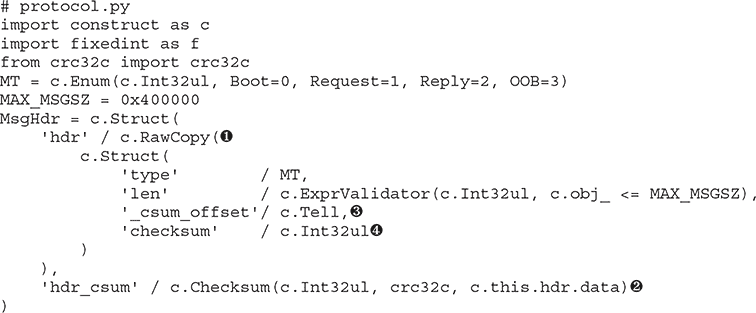 # protocol.py
import construct as c
import fixedint as f
from crc32c import crc32c
MT = c.Enum(c.Int32ul, Boot=0, Request=1, Reply=2, OOB=3)
MAX_MSGSZ = 0x400000
MsgHdr = c.Struct(
    'hdr' / c.RawCopy(❶
        c.Struct(
            'type'        / MT,
            'len'         / c.ExprValidator(c.Int32ul, c.obj_ <= MAX_MSGSZ),
            '_csum_offset'/ c.Tell,❸
            'checksum'    / c.Int32ul❹
        )
    ),
    'hdr_csum' / c.Checksum(c.Int32ul, crc32c, c.this.hdr.data)❷
)